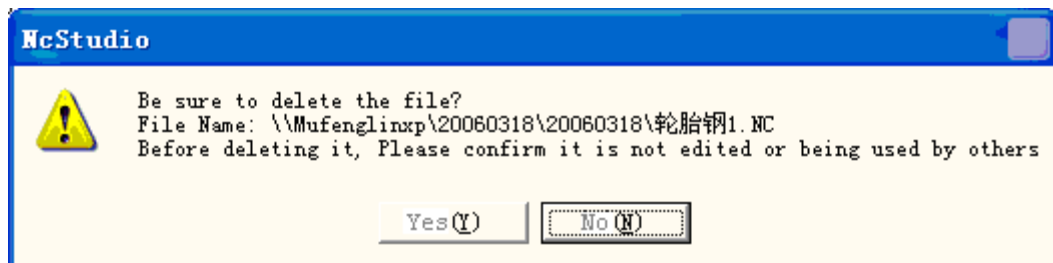 NcStudio
Be sure to delete the file?
File Name: \\Mufenglinxp\20060318\20060318\轮胎钢1.NC
Before deleting it, Please confirm it is not edited or being used by others
Yes(Y) No(N)